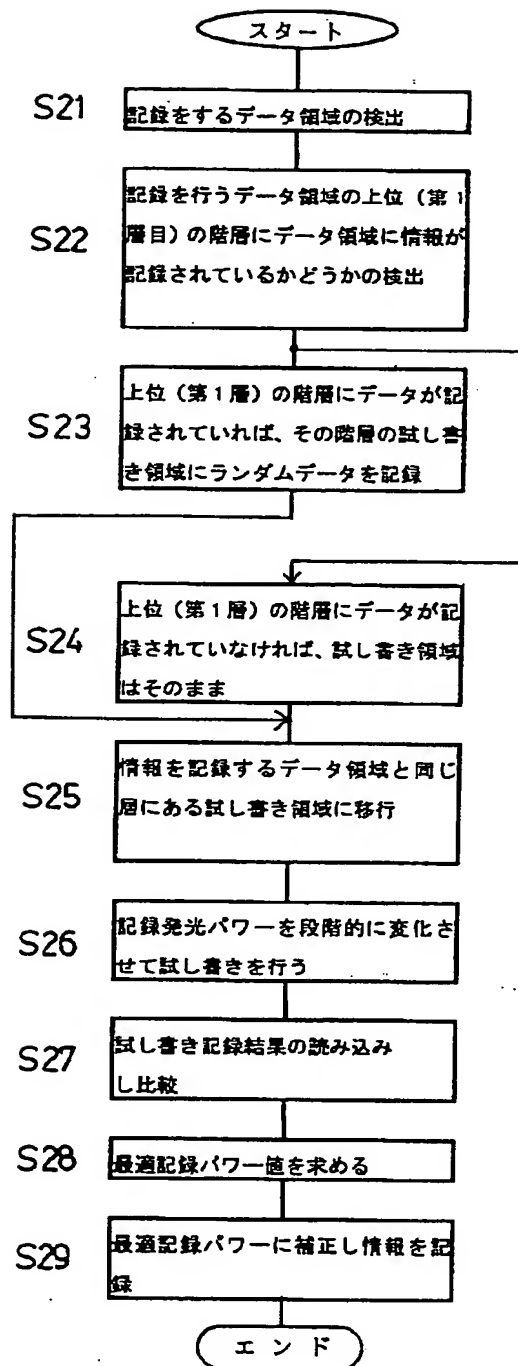 スタート
S21
記録をするデータ領域の検出
S22
記録を行うデータ領域の上位（第1
層目）の階層にデータ領域に情報が
記録されているかどうかの検出
S23
上位（第1層）の階層にデータが記
録されていれば、その階層の試し書
き領域にランダムデータを記録
S24
上位（第1層）の階層にデータが記
録されていなければ、試し書き領域
はそのまま
S25
情報を記録するデータ領域と同じ
層にある試し書き領域に移行
S26
記録発光パワーを段階的に変化さ
せて試し書きを行う
S27
試し書き記録結果の読み込み
し比較
S28
最適記録パワー値を求める
S29
最適記録パワーに補正し情報を記
録
エンド